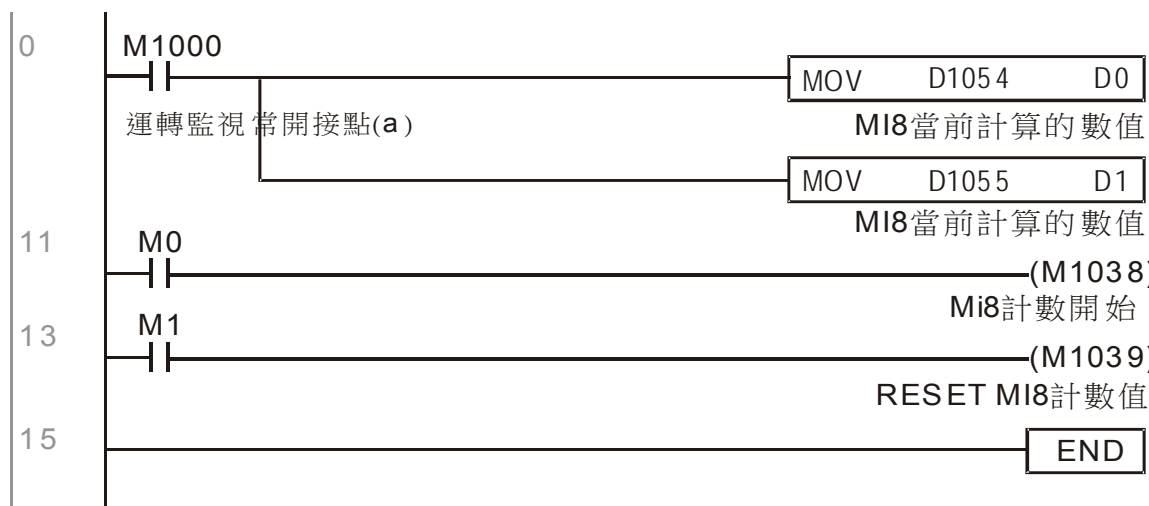 0
M1000
MOV D1054 D0
運轉監視常開接點(a)
MI8當前計算的數值
MOV D1055 D1
MI8當前計算的數值
11
M0
(M1038)
Mi8計數開始
13
M1
(M1039)
RESET MI8計數值
15
END